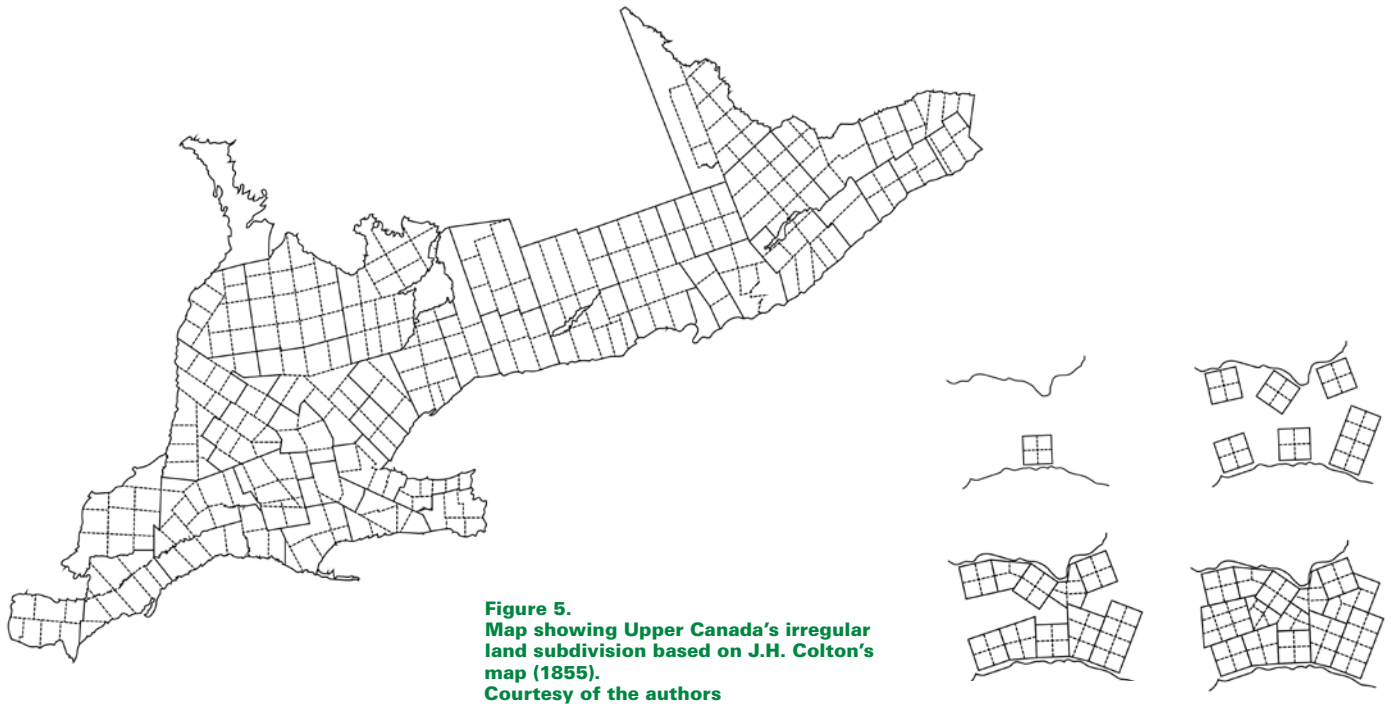 Figure 5.
Map showing Upper Canada's irregular
land subdivision based on J.H. Colton's
map (1855).
Courtesy of the authors